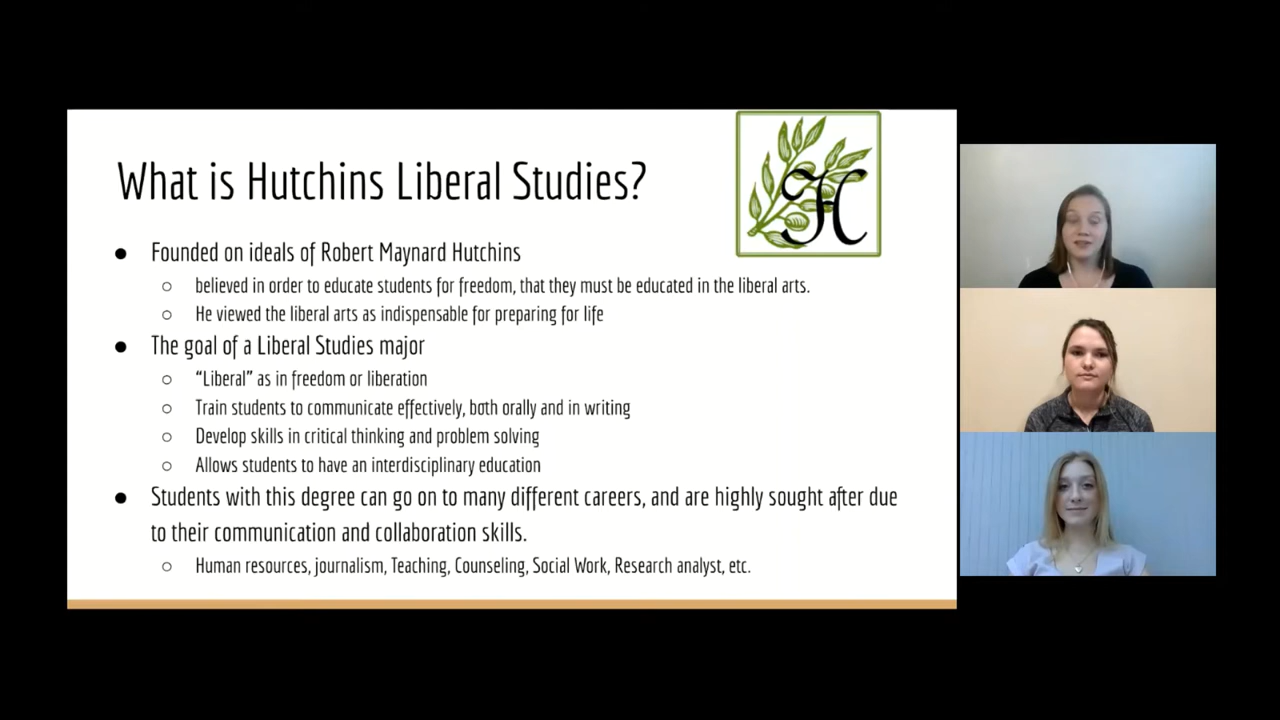 What is Hutchins Liberal Studies?
H
● Founded on ideals of Robert Maynard Hutchins
○ believed in order to educate students for freedom, that they must be educated in the liberal arts.
○ He viewed the liberal arts as indispensable for preparing for life
● The goal of a Liberal Studies major
○ “Liberal” as in freedom or liberation
○ Train students to communicate effectively, both orally and in writing
○ Develop skills in critical thinking and problem solving
○ Allows students to have an interdisciplinary education
● Students with this degree can go on to many different careers, and are highly sought after due
to their communication and collaboration skills.
○ Human resources, journalism, Teaching, Counseling, Social Work, Research analyst, etc.